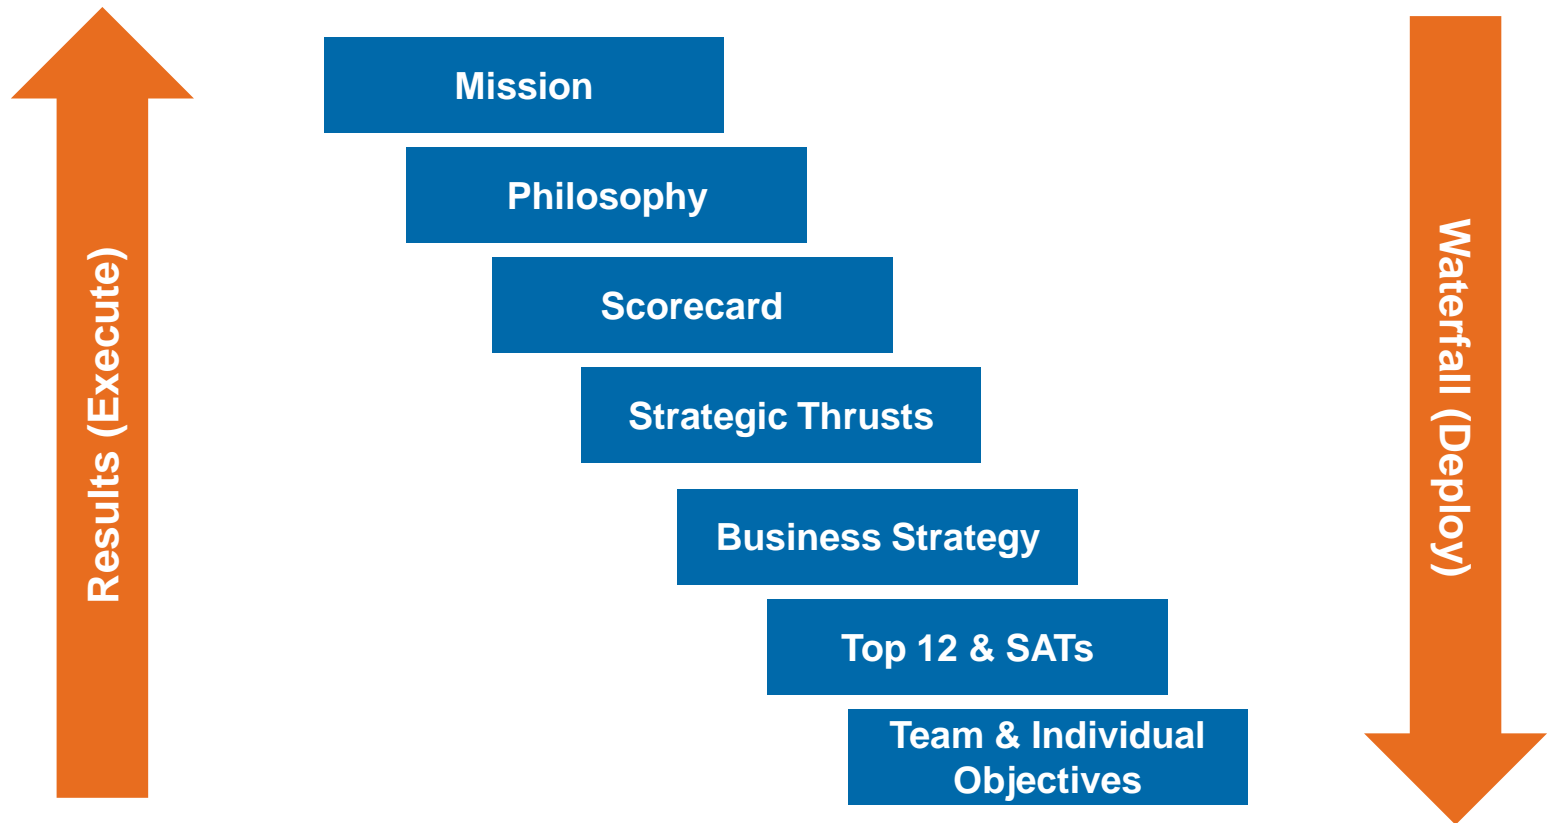 Results (Execute)
Mission
Philosophy
Scorecard
Strategic Thrusts
Business Strategy
Top 12 & SATs
Team & Individual
Objectives
Waterfall (Deploy)